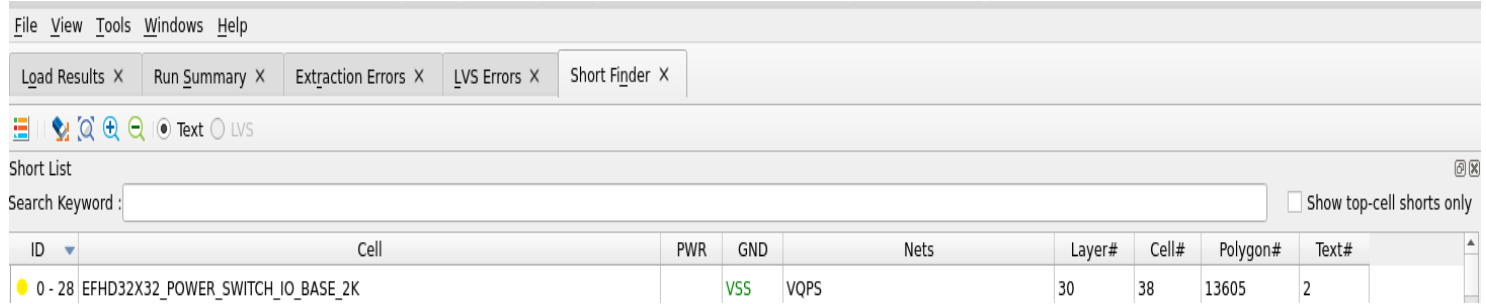 File View Tools Windows Help
Load Results × Run Summary × Extraction Errors × LVS Errors × Short Finder ×
Text LVS
Short List
Search Keyword : Show top-cell shorts only
ID Cell PWR GND Nets Layer# Cell# Polygon# Text#
0 - 28 EFHD32X32_POWER_SWITCH_IO_BASE_2K VSS VQPS 30 38 13605 2